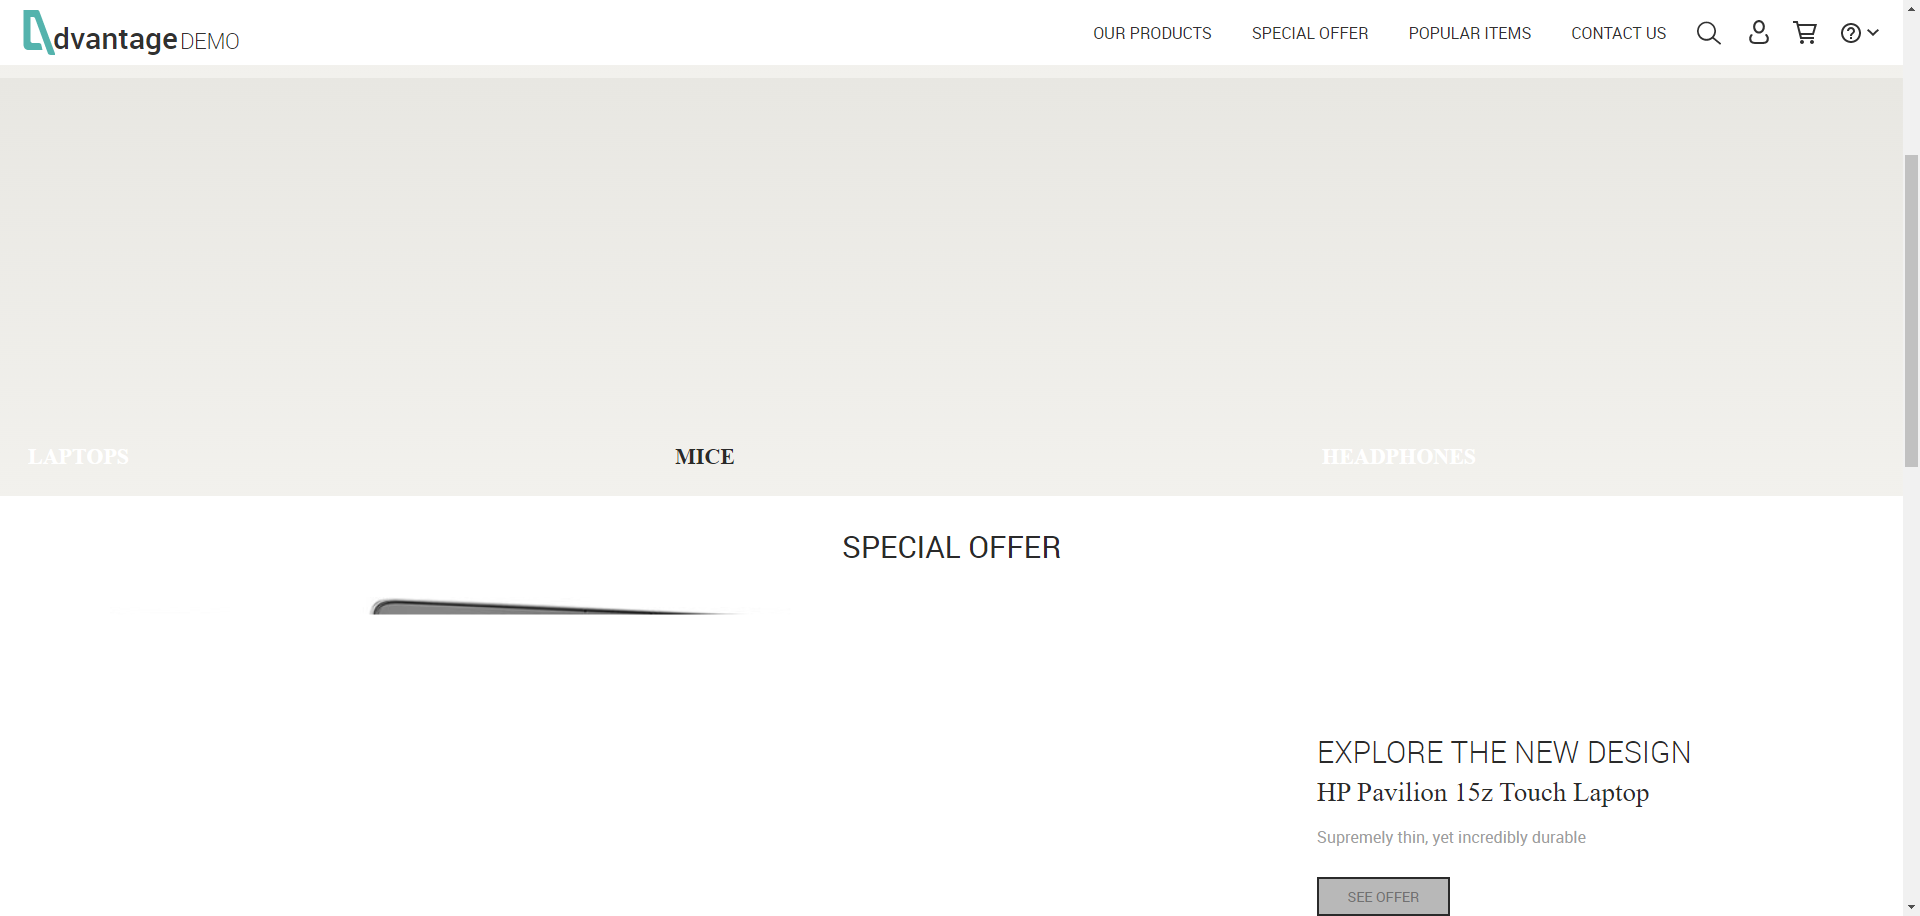 dvantage DEMO
OUR PRODUCTS SPECIAL OFFER POPULAR ITEMS CONTACT US
LAPTOPS MICE HEADPHONES
SPECIAL OFFER
EXPLORE THE NEW DESIGN
HP Pavilion 15z Touch Laptop
Supremely thin, yet incredibly durable
SEE OFFER